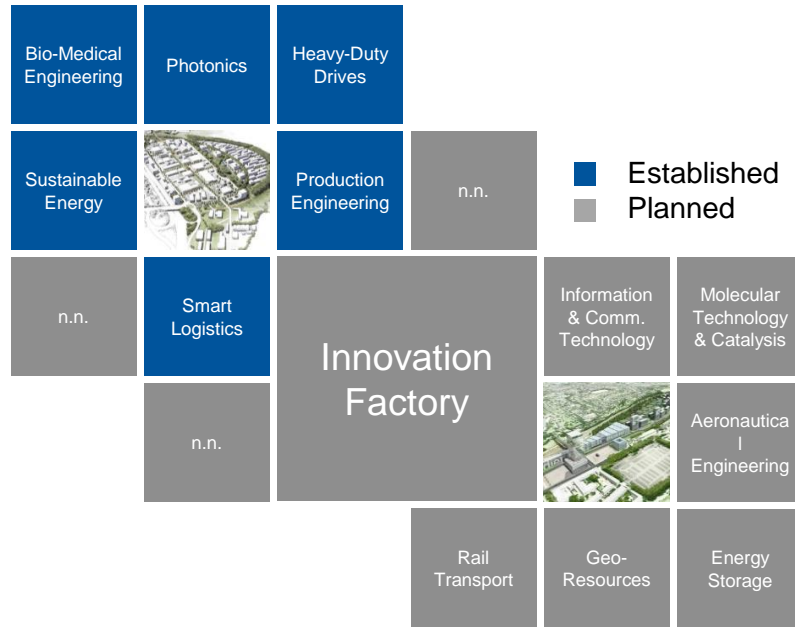 Bio-Medical
Engineering
Photonics
Heavy-Duty
Drives
Sustainable
Energy
Production
Engineering
n.n.
Established
Planned
n.n.
Smart
Logistics
Innovation
Factory
Information
& Comm.
Technology
Molecular
Technology
& Catalysis
n.n.
Aeronautica
l
Engineering
Rail
Transport
Geo-
Resources
Energy
Storage